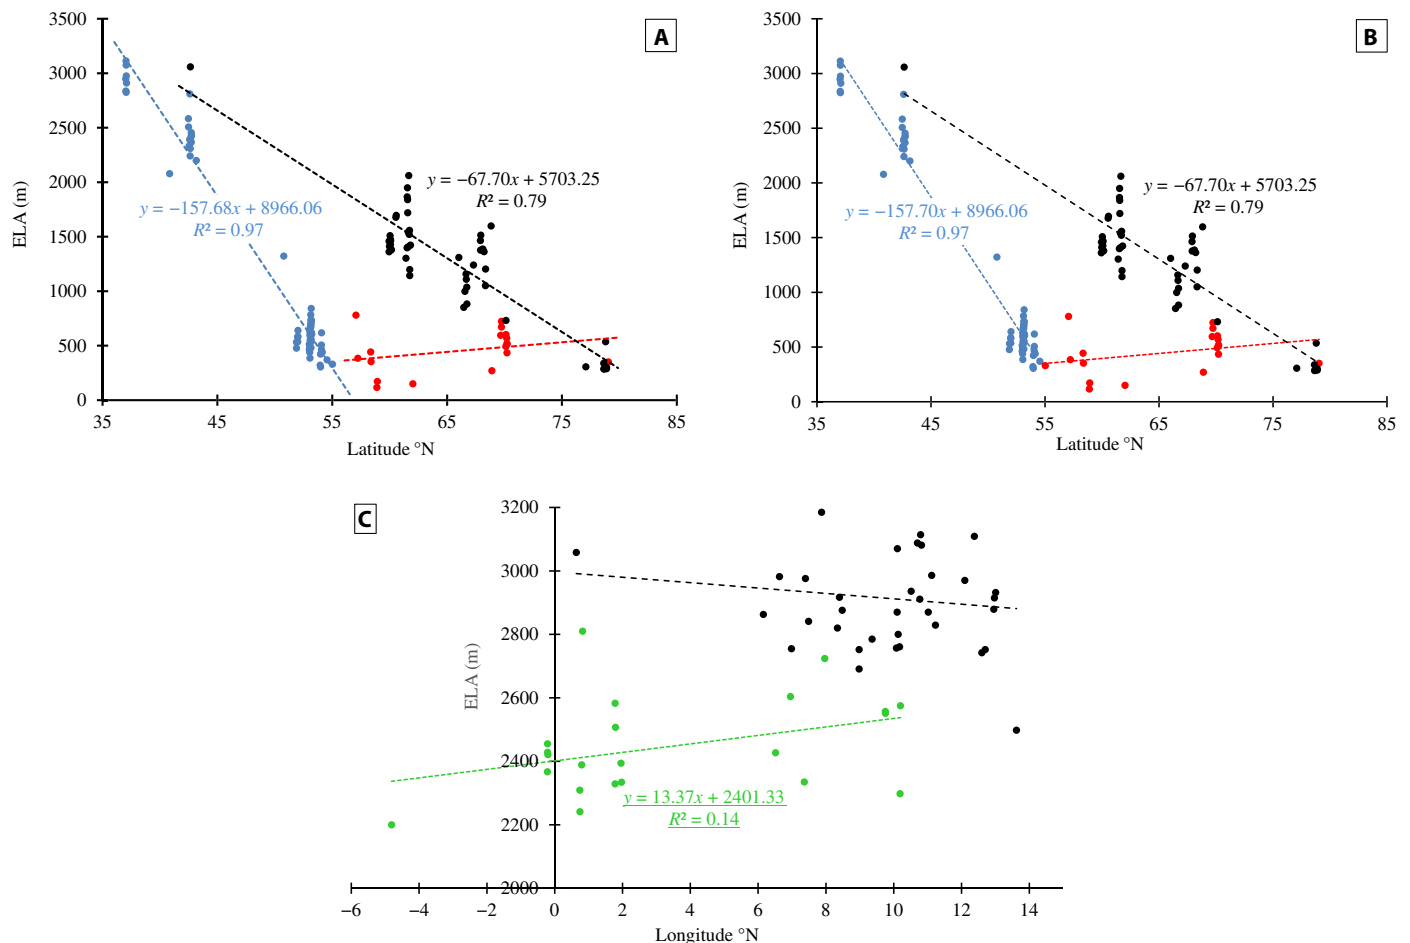 A
3500
3000
2500
2000
1500
1000
500
0
ELA (m)
y = −67.70x + 5703.25
R² = 0.79
y = −157.68x + 8966.06
R² = 0.97
35 45 55 65 75 85
Latitude °N
B
3500
3000
2500
2000
1500
1000
500
0
ELA (m)
y = −67.70x + 5703.25
R² = 0.79
y = −157.70x + 8966.06
R² = 0.97
35 45 55 65 75 85
Latitude °N
C
3200
3000
2800
2600
2400
2200
2000
ELA (m)
y = 13.37x + 2401.33
R² = 0.14
−6 −4 −2 0 2 4 6 8 10 12 14
Longitude °N